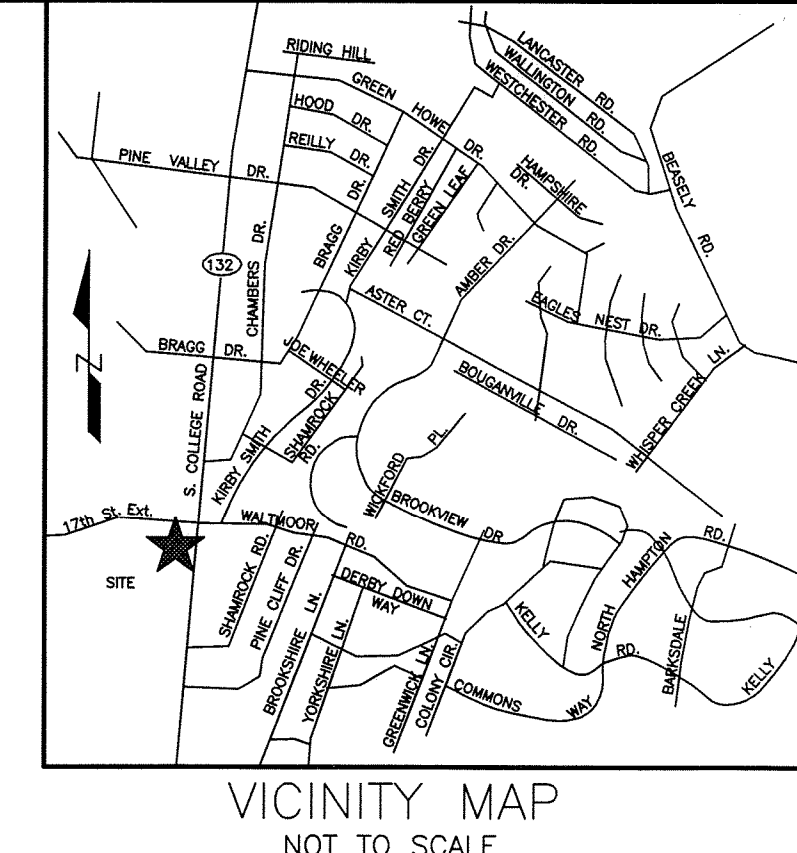 LANCASTER RD.
WALLINGTON RD.
WESTCHESTER RD.
RIDING HILL
GREEN HOWE DR.
HOOD DR.
REILLY DR.
PINE VALLEY DR.
HAMPSHIRE DR.
BEASELY RD.
BRAGG DR.
KIRBY SMITH DR.
RED BERRY
GREEN LEAF
132
CHAMBERS DR.
AMBER DR.
ASTER CT.
EAGLES NEST DR.
N
BRAGG DR.
JOE WHEELER
S. COLLEGE ROAD
KIRBY SMITH DR.
SHAMROCK RD.
BOUGANVILLE DR.
WHISPER CREEK LN.
WICKFORD PL.
BROOKVIEW DR
17th St. Ext.
WALTMOOR RD.
SITE
SHAMROCK RD.
PINE CLIFF DR.
DERBY DOWN WAY
BROOKSHIRE LN.
YORKSHIRE LN.
GREENWICK LN.
COLONY CIR.
COMMONS WAY
KELLY RD.
NORTH HAMPTON RD.
BARKSDALE
KELLY
VICINITY MAP
NOT TO SCALE